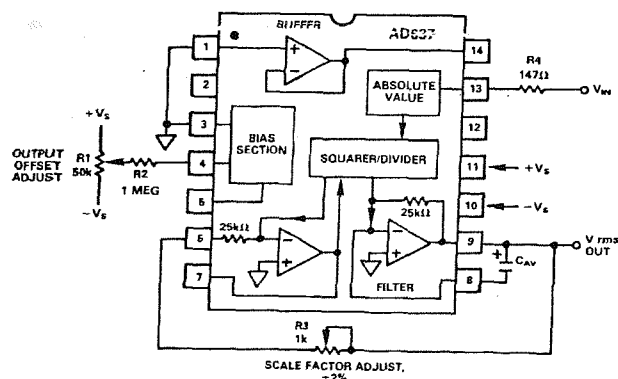 BUFFER
AD637
1
2
3
4
5
6
7
14
13
12
11
10
9
8
ABSOLUTE
VALUE
BIAS
SECTION
SQUARER/DIVIDER
25kΩ
25kΩ
FILTER
R4
147Ω
VIN
+VS
-VS
V rms
OUT
+
CAV
+VS
OUTPUT
OFFSET
ADJUST
R1
50k
-VS
R2
1 MEG
R3
1k
SCALE FACTOR ADJUST,
±2%